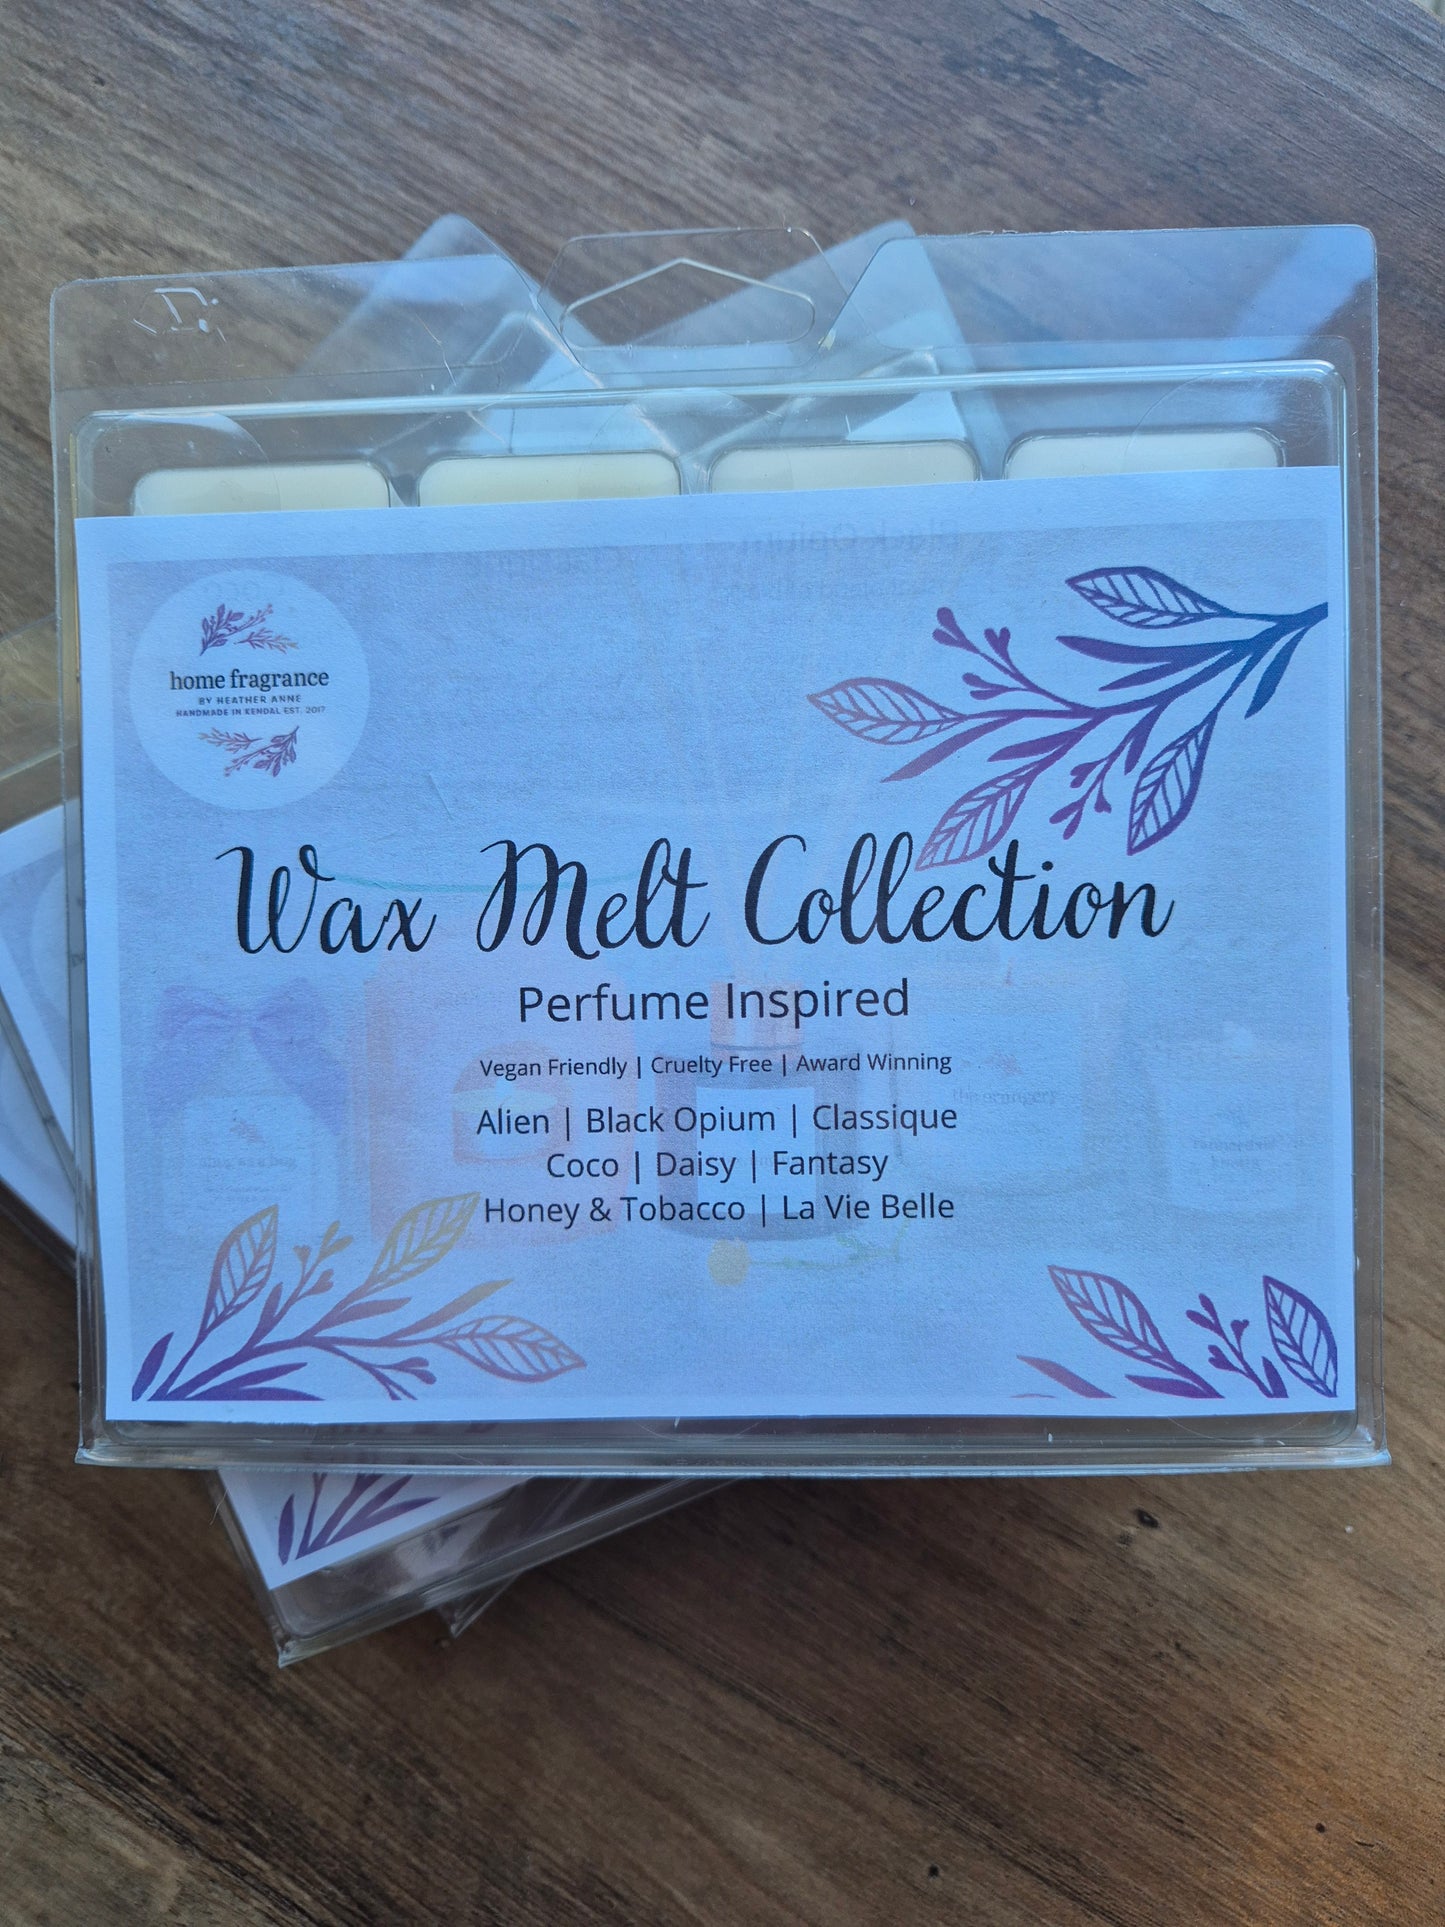 home fragrance
BY HEATHER ANNE
HANDMADE IN KENDAL EST. 2017
Wax Melt Collection
Perfume Inspired
Vegan Friendly | Cruelty Free | Award Winning
Alien | Black Opium | Classique
Coco | Daisy | Fantasy
Honey & Tobacco | La Vie Belle